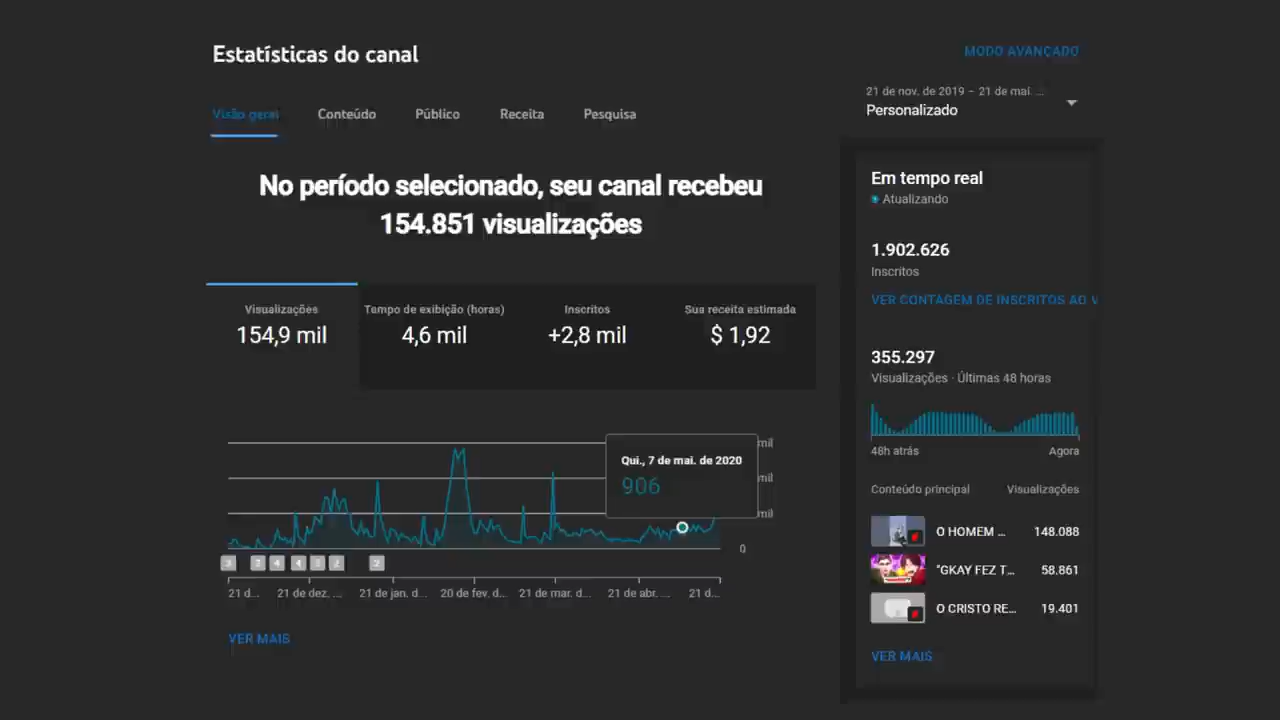 Estatísticas do canal
MODO AVANÇADO
21 de nov. de 2019 – 21 de mai. ...
Personalizado
Visão geral
Conteúdo
Público
Receita
Pesquisa
No período selecionado, seu canal recebeu
154.851 visualizações
Visualizações
154,9 mil
Tempo de exibição (horas)
4,6 mil
Inscritos
+2,8 mil
Sua receita estimada
$ 1,92
mil
mil
mil
0
Qui., 7 de mai. de 2020
906
21 d...
21 de dez. ...
21 de jan. d...
20 de fev. d...
21 de mar. d...
21 de abr. ...
21 d...
VER MAIS
Em tempo real
Atualizando
1.902.626
Inscritos
VER CONTAGEM DE INSCRITOS AO V
355.297
Visualizações · Últimas 48 horas
48h atrás
Agora
Conteúdo principal
Visualizações
O HOMEM ...
148.088
"GKAY FEZ T...
58.861
O CRISTO RE...
19.401
VER MAIS